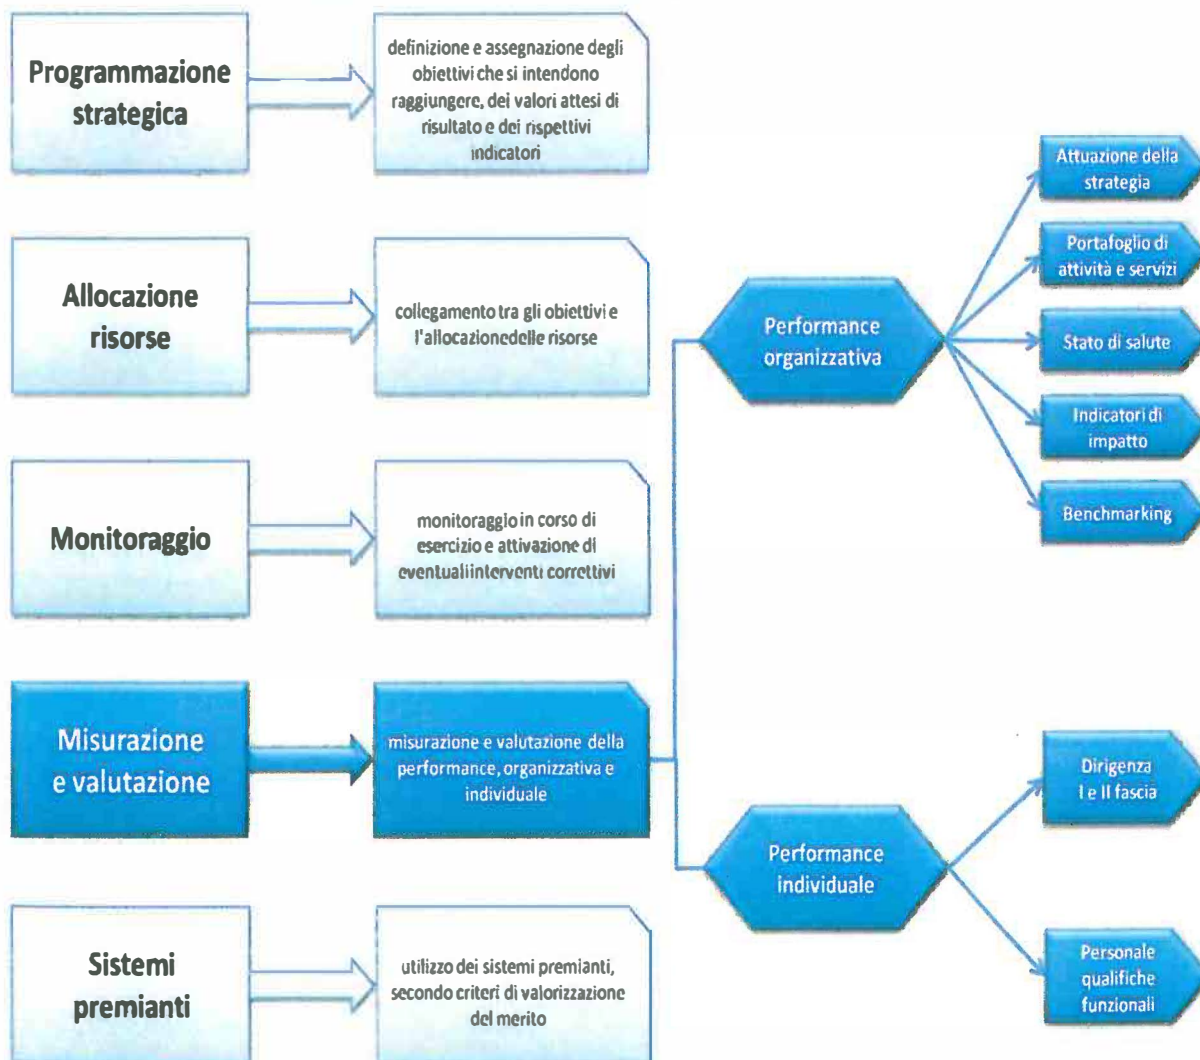 Programmazione
strategica
definizione e assegnazione degli
obiettivi che si intendono
raggiungere, dei valori attesi di
risultato e dei rispettivi
indicatori
Allocazione
risorse
collegamento tra gli obiettivi e
l'allocazionedelle risorse
Monitoraggio
monitoraggio in corso di
esercizio e attivazione di
eventuali interventi correttivi
Misurazione
e valutazione
misurazione e valutazione della
performance, organizzativa e
individuale
Sistemi
premianti
utilizzo dei sistemi premianti,
secondo criteri di valorizzazione
del merito
Performance
organizzativa
Attuazione della
strategia
Portafoglio di
attività e servizi
Stato di salute
Indicatori di
impatto
Benchmarking
Performance
individuale
Dirigenza
I e II fascia
Personale
qualifiche
funzionali